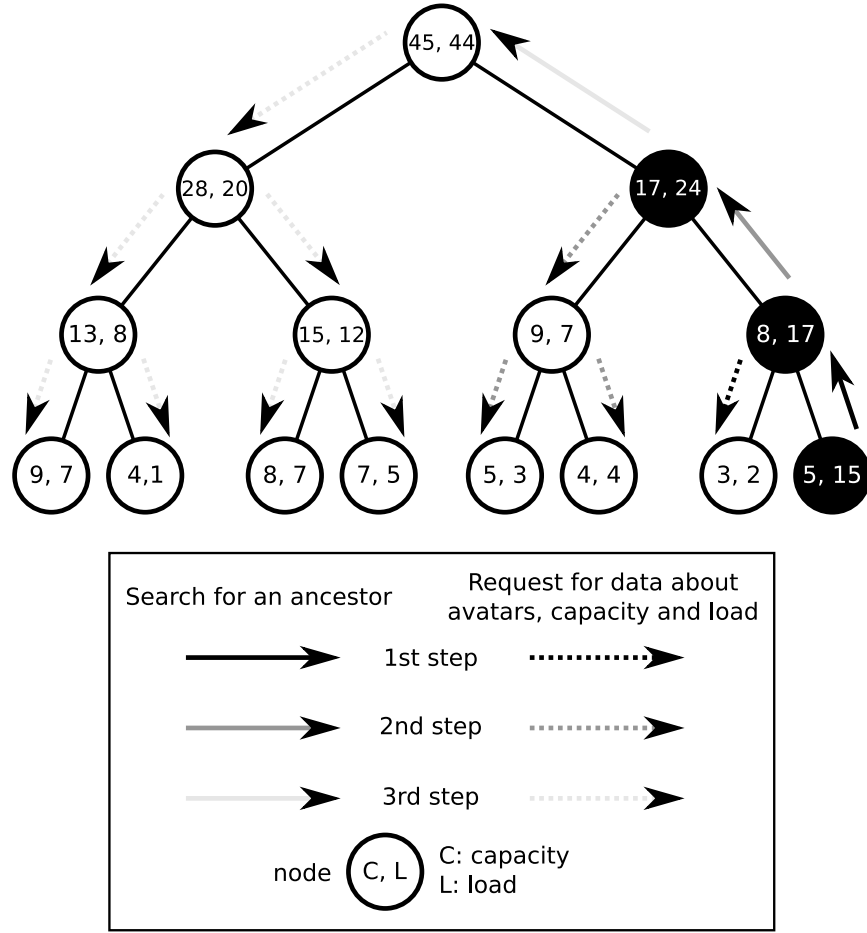 45, 44
28, 20
17, 24
13, 8
15, 12
9, 7
8, 17
9, 7
4,1
8, 7
7, 5
5, 3
4, 4
3, 2
5, 15
Search for an ancestor
Request for data about
avatars, capacity and load
1st step
2nd step
3rd step
node
C, L
C: capacity
L: load